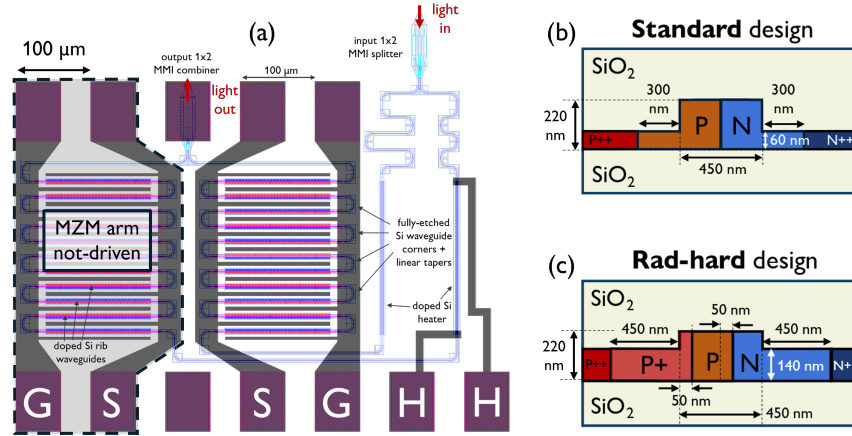 (a)
100 μm
output 1x2
MMI combiner
light
out
100 μm
input 1x2
MMI splitter
light
in
MZM arm
not-driven
doped Si rib
waveguides
fully-etched
Si waveguide
corners +
linear tapers
doped Si
heater
G
S
S
G
H
H
(b)
Standard design
SiO2
300
nm
300
nm
220
nm
P++
P
N
60 nm
N++
450 nm
SiO2
(c)
Rad-hard design
SiO2
50 nm
450 nm
450 nm
220
nm
P++
P+
P
N
140 nm
N+
50 nm
450 nm
SiO2